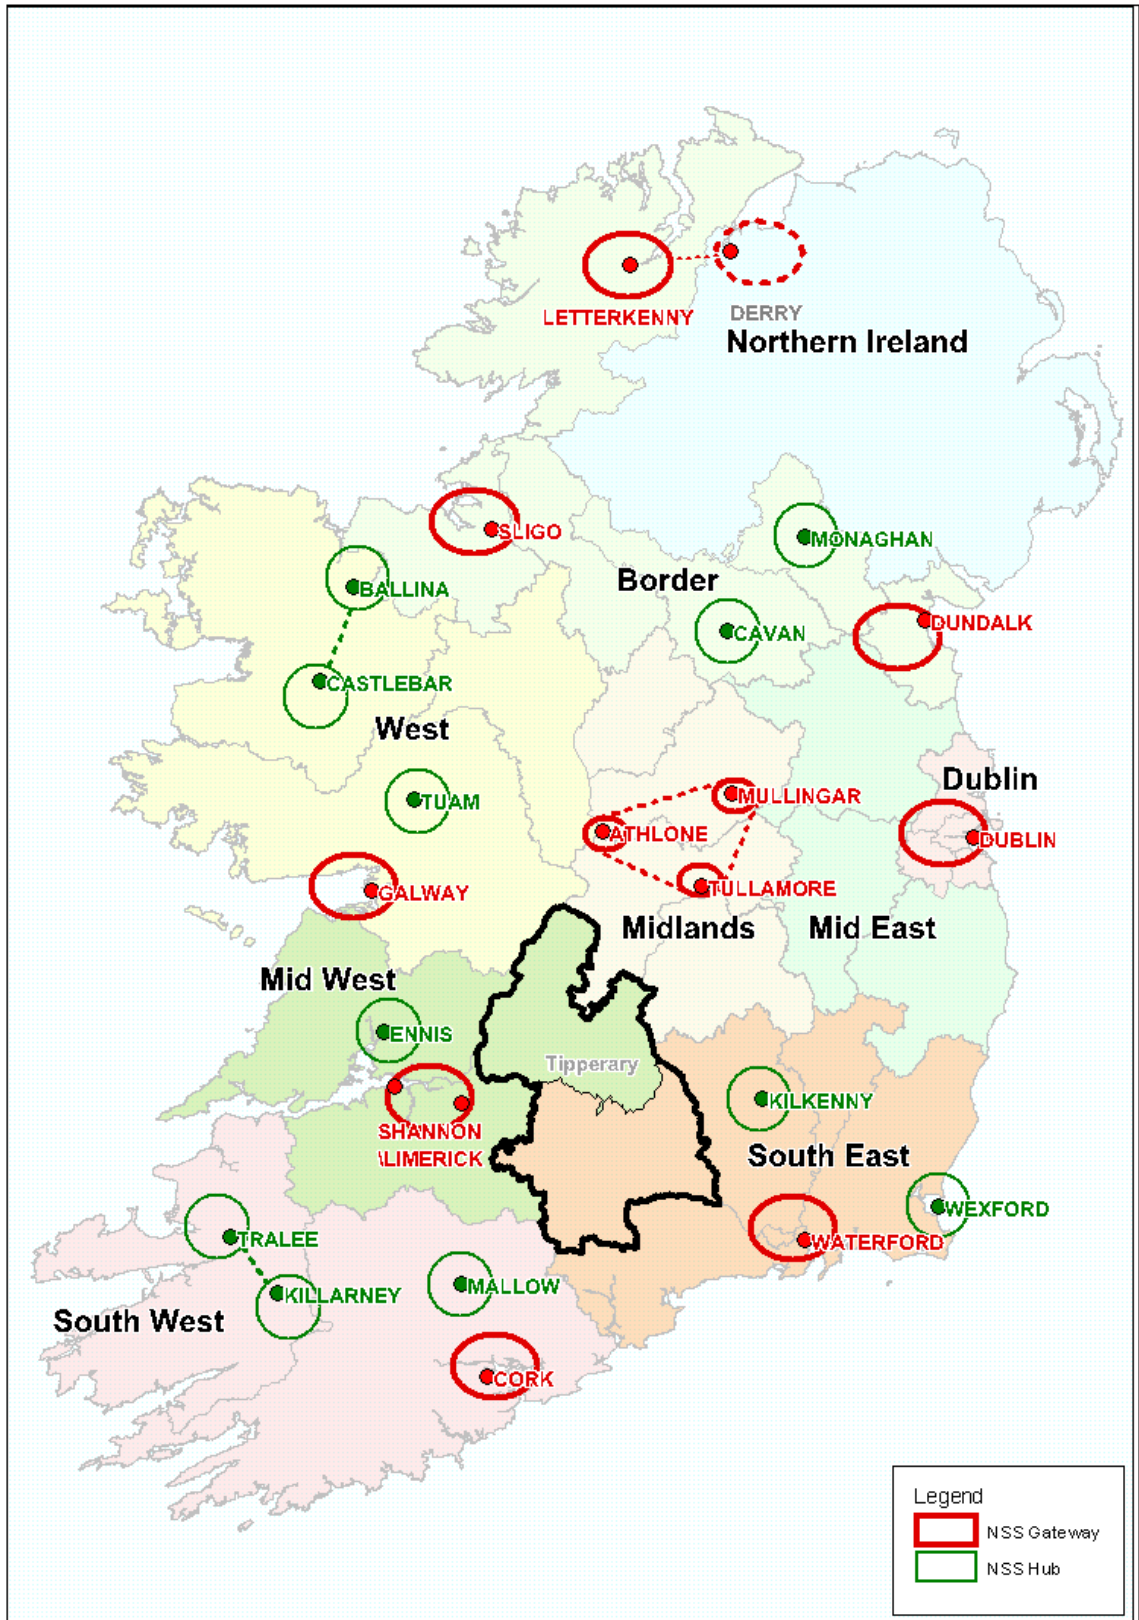 LETTERKENNY
DERRY
Northern Ireland
SLIGO
MONAGHAN
BALLINA
Border
DUNDALK
CAVAN
CASTLEBAR
West
Dublin
MULLINGAR
TUAM
ATHLONE
DUBLIN
TULLAMORE
GALWAY
Midlands
Mid East
Mid West
ENNIS
Tipperary
KILKENNY
SHANNON
\LIMERICK
South East
WEXFORD
TRALEE
WATERFORD
MALLOW
KILLARNEY
South West
CORK
Legend
NSS Gateway
NSS Hub